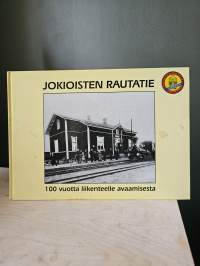 JOKIOISTEN RAUTATIE
100 vuotta liikenteelle avaamisesta